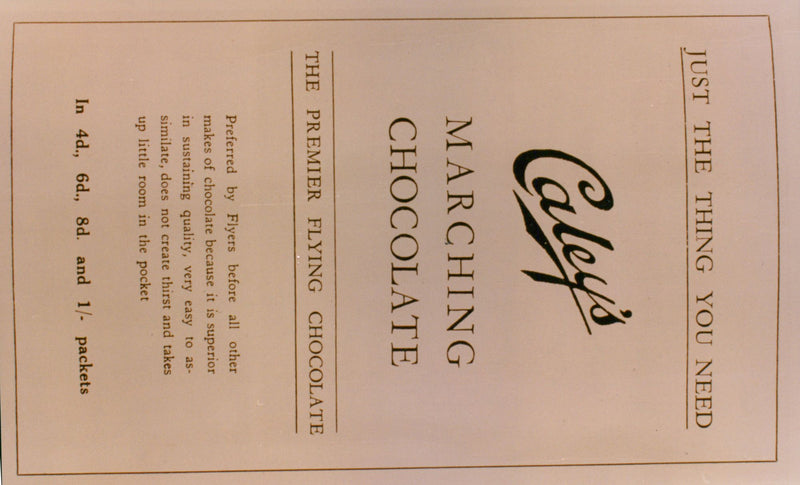 JUST THE THING YOU NEED
Caley's
MARCHING
CHOCOLATE
THE PREMIER FLYING CHOCOLATE
Preferred by Flyers before all other
makes of chocolate because it is superior
in sustaining quality, very easy to as-
similate, does not create thirst and takes
up little room in the pocket
In 4d., 6d., 8d. and 1/- packets